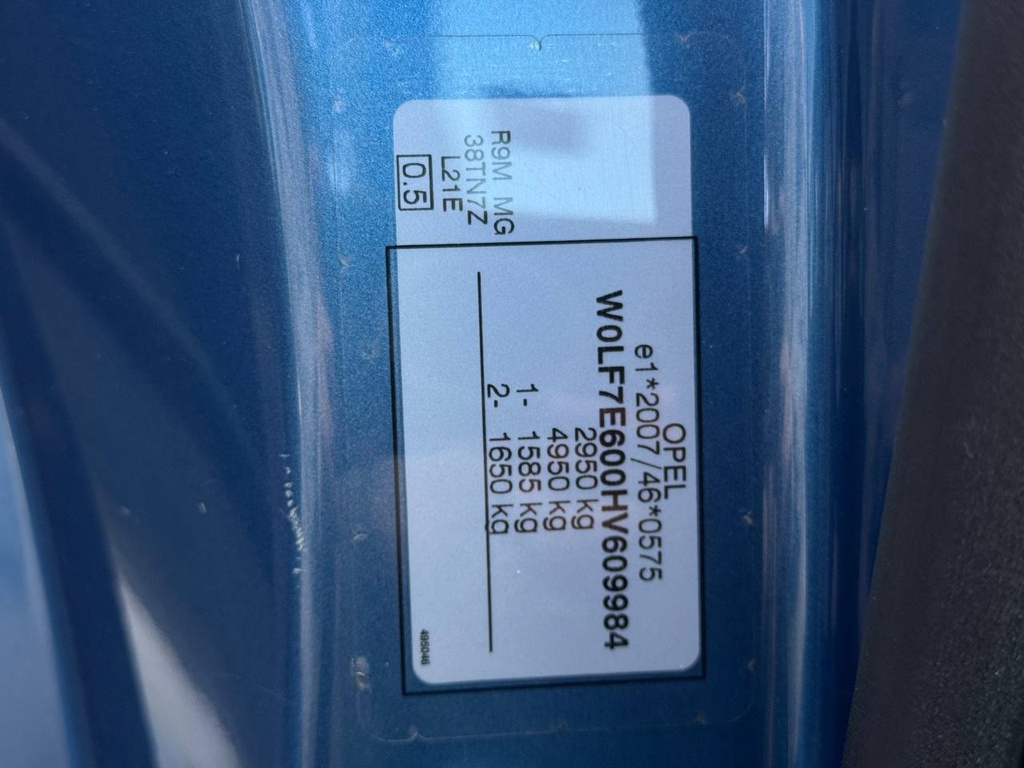 OPEL
e1*2007/46*0575
W0LF7E600HV609984
2950 kg
4950 kg
1- 1585 kg
2- 1650 kg
495046
R9M MG
38TN7Z
L21E
0.5